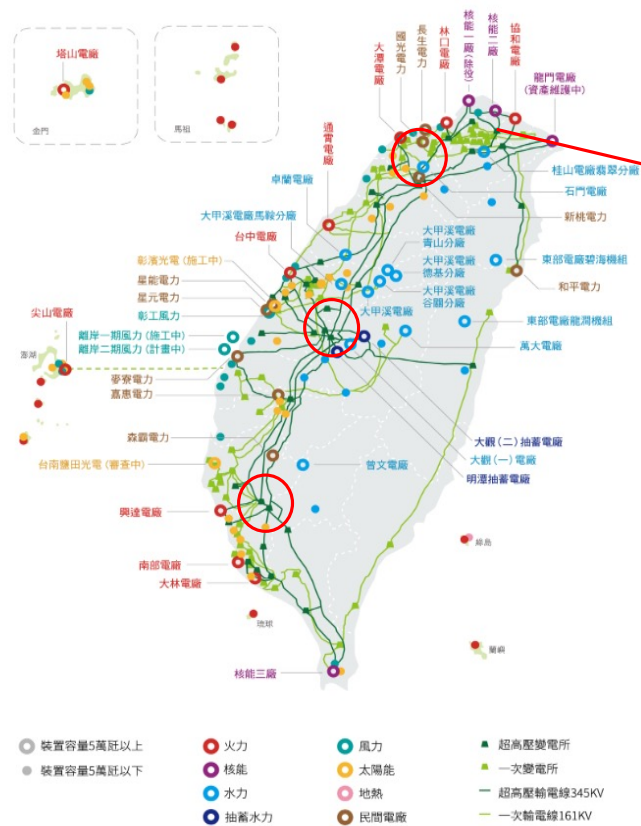 塔山電廠
金門
馬祖
大潭電廠
國光電力
長生電力
林口電廠
核能一廠(除役)
核能二廠
協和電廠
龍門電廠
(資產維護中)
通霄電廠
卓蘭電廠
大甲溪電廠馬鞍分廠
台中電廠
彰濱光電(施工中)
星能電力
星元電力
彰工風力
尖山電廠
澎湖
離岸一期風力(施工中)
離岸二期風力(計畫中)
麥寮電力
嘉惠電力
森霸電力
台南鹽田光電(審查中)
興達電廠
南部電廠
大林電廠
琉球
核能三廠
桂山電廠翡翠分廠
石門電廠
新桃電力
大甲溪電廠
青山分廠
大甲溪電廠
德基分廠
大甲溪電廠
谷關分廠
大甲溪電廠
東部電廠碧海機組
和平電力
東部電廠龍澗機組
萬大電廠
大觀(二)抽蓄電廠
大觀(一)電廠
明潭抽蓄電廠
曾文電廠
綠島
蘭嶼
裝置容量5萬瓩以上
裝置容量5萬瓩以下
火力
核能
水力
抽蓄水力
風力
太陽能
地熱
民間電廠
超高壓變電所
一次變電所
超高壓輸電線345KV
一次輸電線161KV